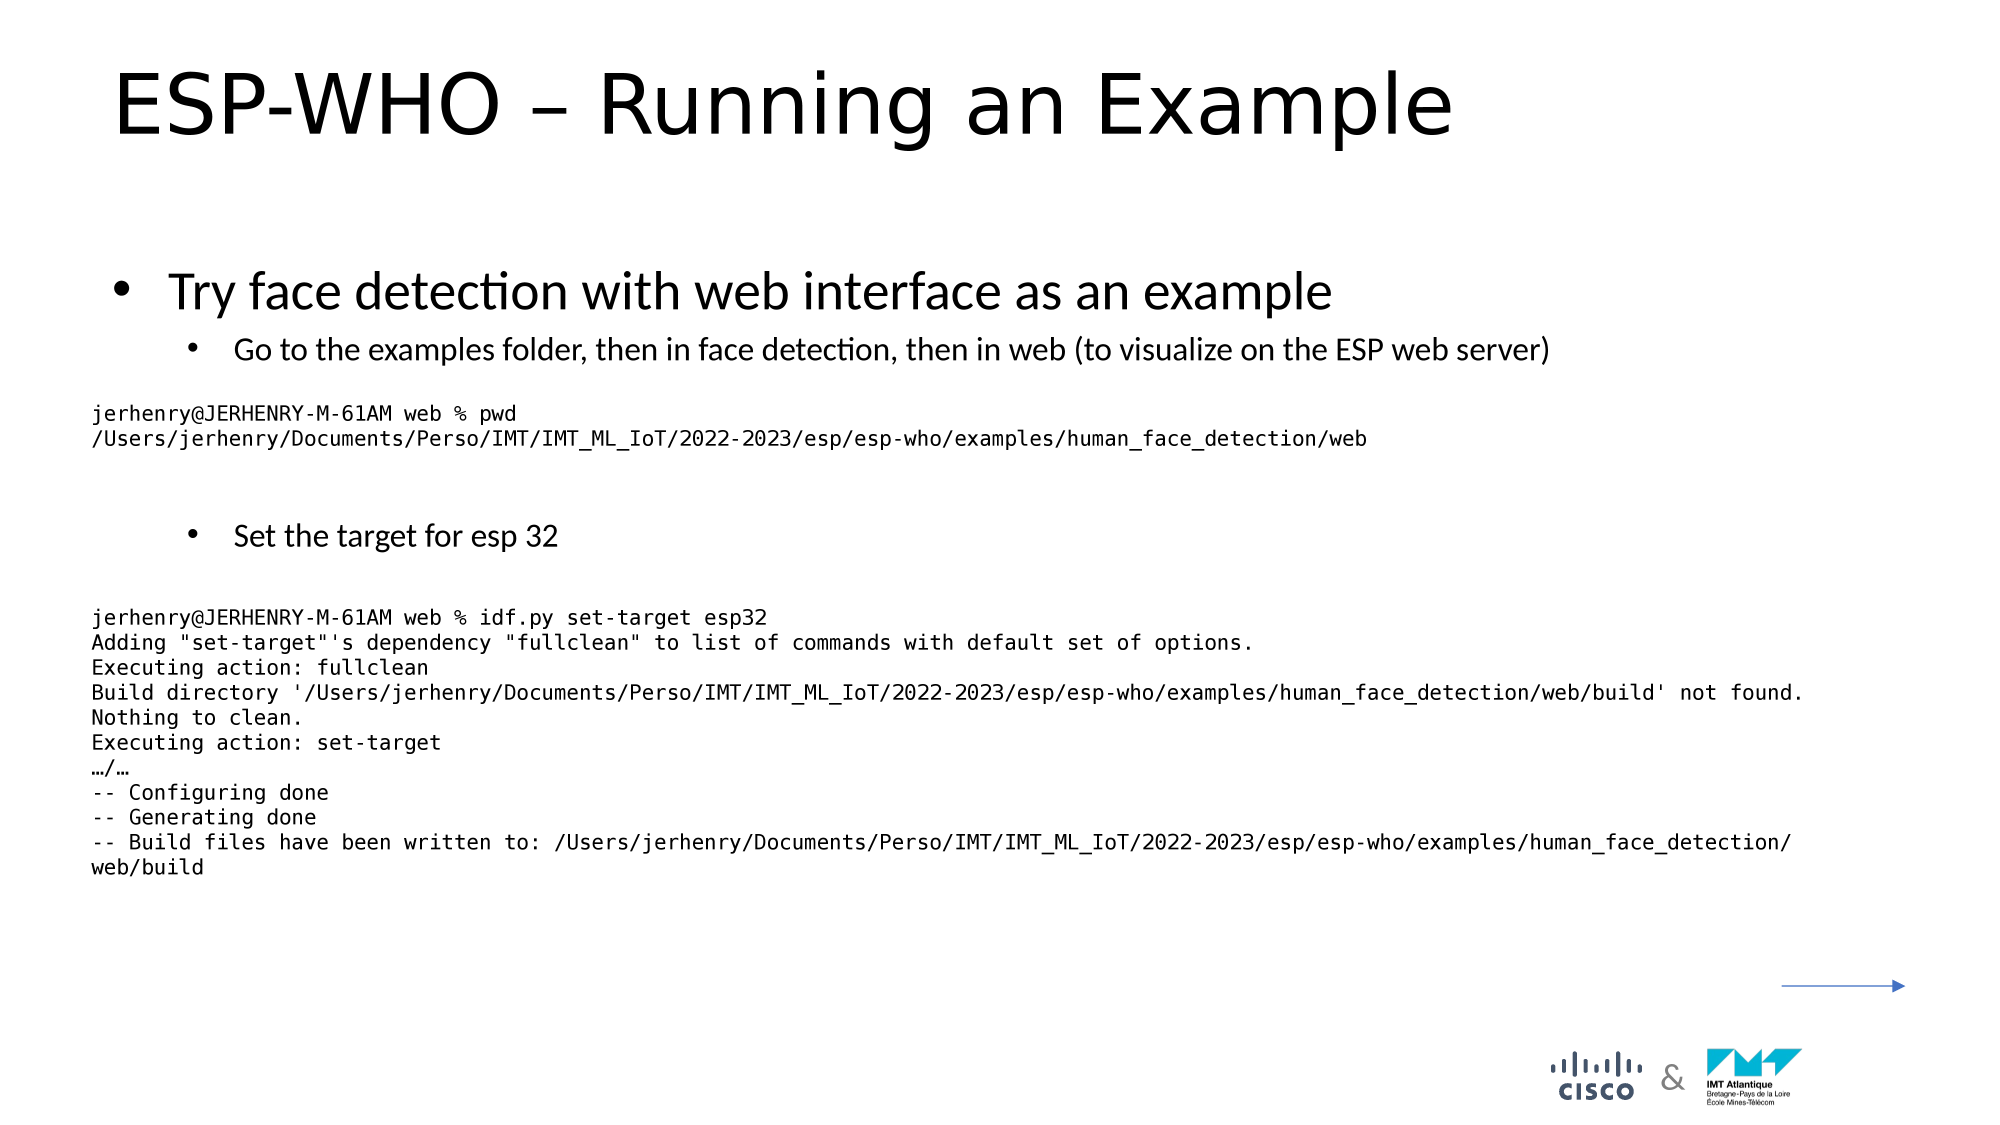 ESP-WHO – Running an Example
• Try face detection with web interface as an example
• Go to the examples folder, then in face detection, then in web (to visualize on the ESP web server)
jerhenry@JERHENRY-M-61AM web % pwd
/Users/jerhenry/Documents/Perso/IMT/IMT_ML_IoT/2022-2023/esp/esp-who/examples/human_face_detection/web
• Set the target for esp 32
jerhenry@JERHENRY-M-61AM web % idf.py set-target esp32
Adding "set-target"'s dependency "fullclean" to list of commands with default set of options.
Executing action: fullclean
Build directory '/Users/jerhenry/Documents/Perso/IMT/IMT_ML_IoT/2022-2023/esp/esp-who/examples/human_face_detection/web/build' not found.
Nothing to clean.
Executing action: set-target
…/…
-- Configuring done
-- Generating done
-- Build files have been written to: /Users/jerhenry/Documents/Perso/IMT/IMT_ML_IoT/2022-2023/esp/esp-who/examples/human_face_detection/
web/build
CISCO & IMT Atlantique
Bretagne-Pays de la Loire
École Mines-Télécom